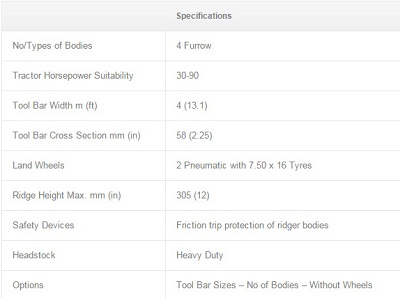 Specifications
No/Types of Bodies 4 Furrow
Tractor Horsepower Suitability 30-90
Tool Bar Width m (ft) 4 (13.1)
Tool Bar Cross Section mm (in) 58 (2.25)
Land Wheels 2 Pneumatic with 7.50 x 16 Tyres
Ridge Height Max. mm (in) 305 (12)
Safety Devices Friction trip protection of ridger bodies
Headstock Heavy Duty
Options Tool Bar Sizes – No of Bodies – Without Wheels